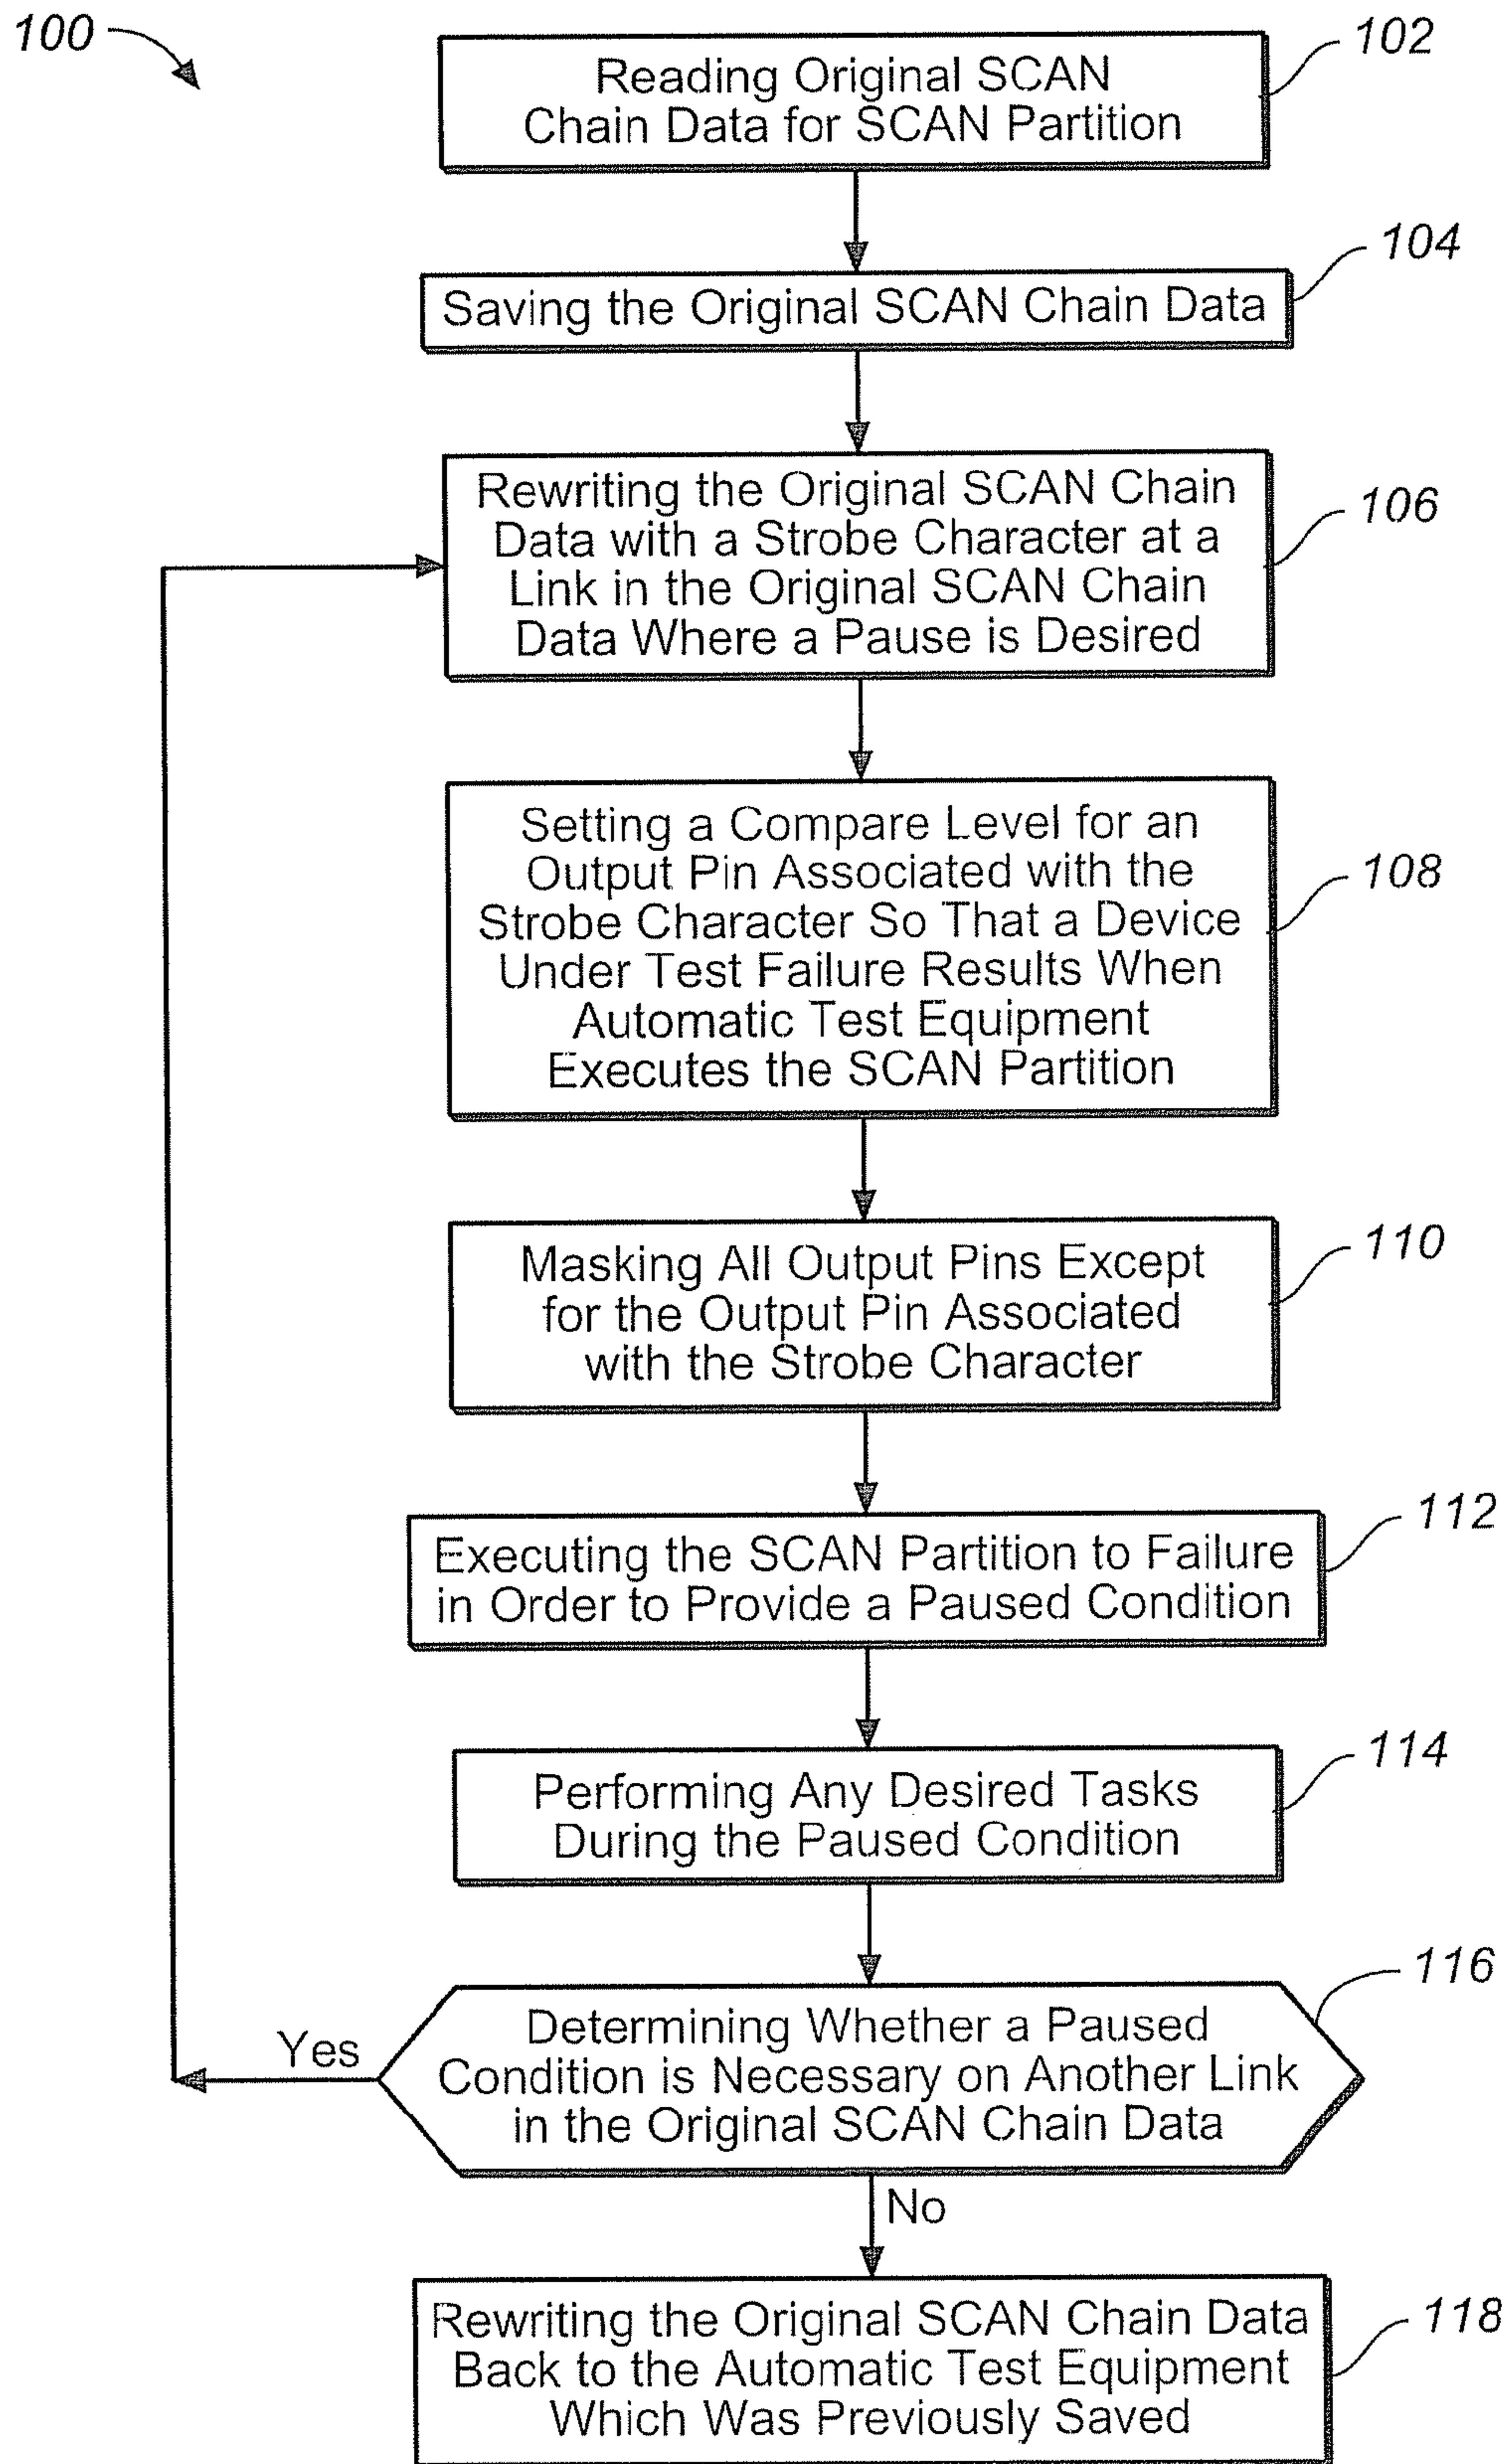 100
102
Reading Original SCAN
Chain Data for SCAN Partition
104
Saving the Original SCAN Chain Data
106
Rewriting the Original SCAN Chain
Data with a Strobe Character at a
Link in the Original SCAN Chain
Data Where a Pause is Desired
108
Setting a Compare Level for an
Output Pin Associated with the
Strobe Character So That a Device
Under Test Failure Results When
Automatic Test Equipment
Executes the SCAN Partition
110
Masking All Output Pins Except
for the Output Pin Associated
with the Strobe Character
112
Executing the SCAN Partition to Failure
in Order to Provide a Paused Condition
114
Performing Any Desired Tasks
During the Paused Condition
116
Determining Whether a Paused
Condition is Necessary on Another Link
in the Original SCAN Chain Data
Yes
No
118
Rewriting the Original SCAN Chain Data
Back to the Automatic Test Equipment
Which Was Previously Saved